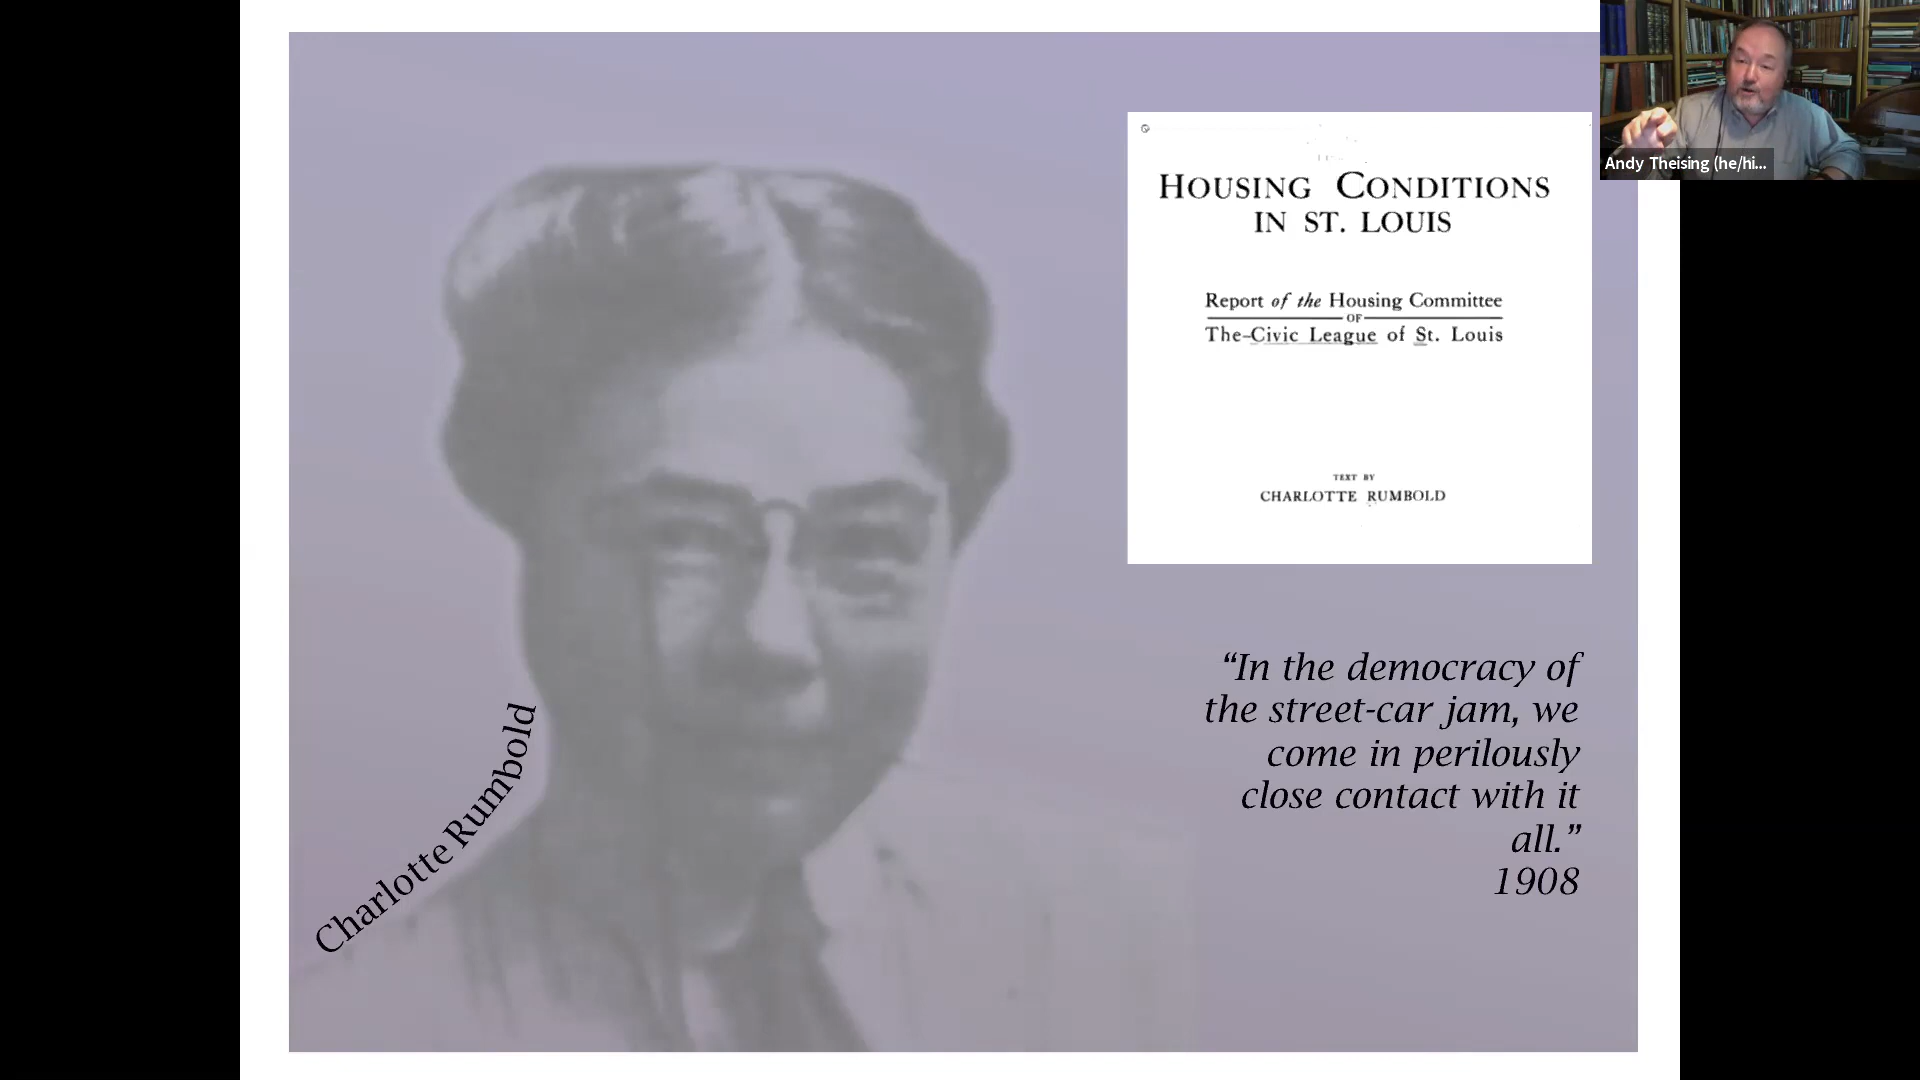 HOUSING CONDITIONS
IN ST. LOUIS
Report of the Housing Committee
OF
The-Civic League of St. Louis
TEXT BY
CHARLOTTE RUMBOLD
“In the democracy of
the street-car jam, we
come in perilously
close contact with it
all.”
1908
Charlotte Rumbold
Andy Theising (he/hi...